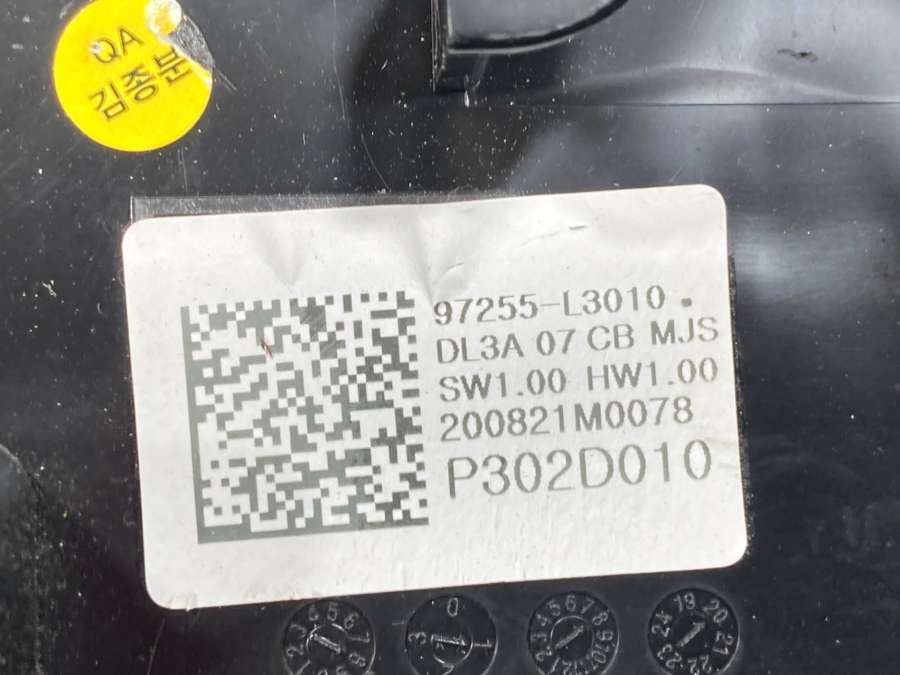 QA
김종분
97255-L3010 .
DL3A 07 CB MJS
SW1.00 HW1.00
200821M0078
P302D010